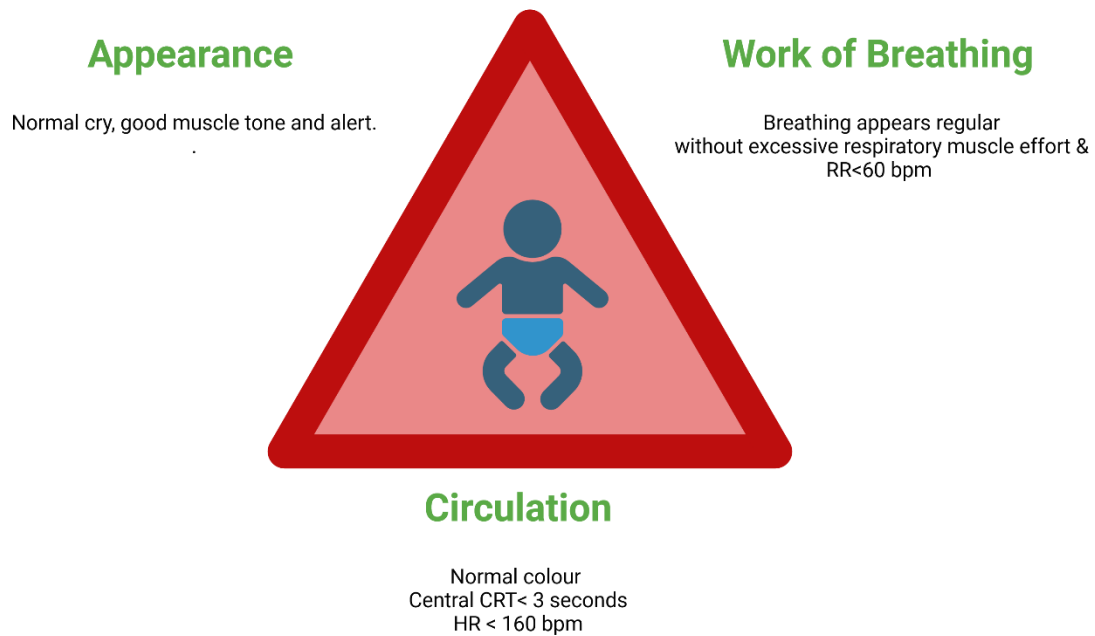 Appearance
Normal cry, good muscle tone and alert.
.
Work of Breathing
Breathing appears regular
without excessive respiratory muscle effort &
RR<60 bpm
Circulation
Normal colour
Central CRT< 3 seconds
HR < 160 bpm